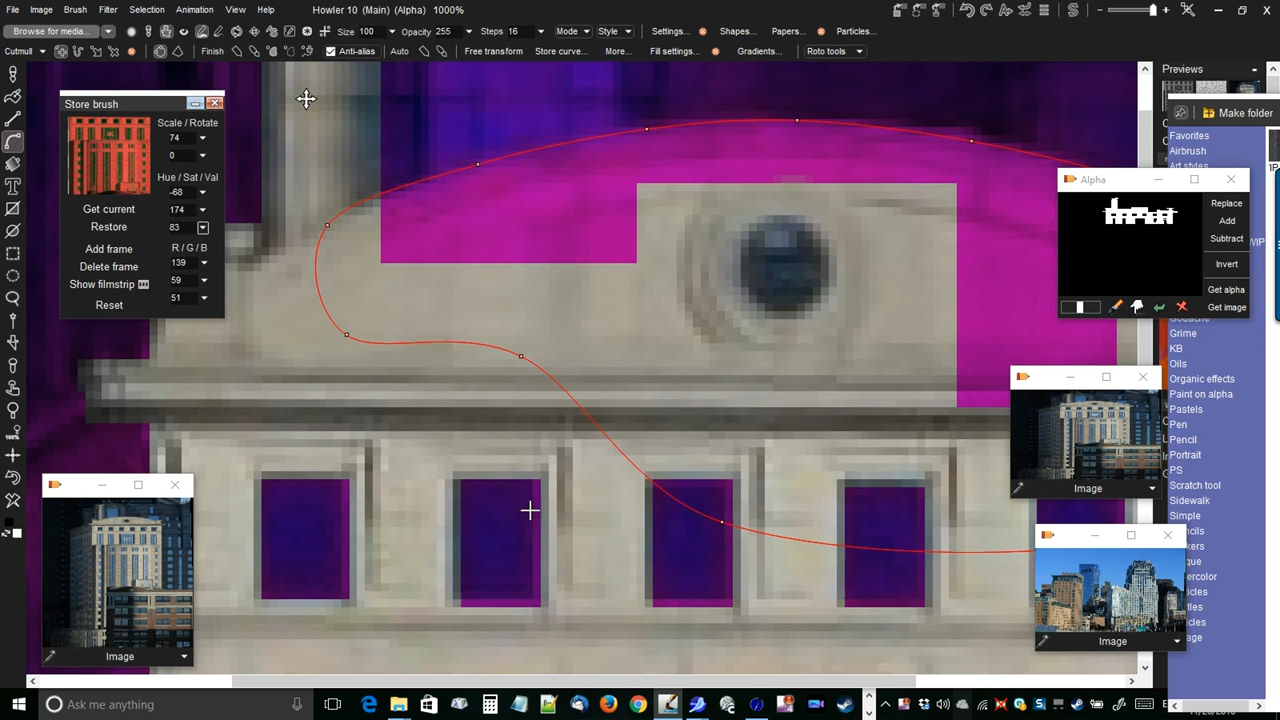 File Image Edit Filter Selection Animation View Window Help Howler 10 (Main) (Alpha) 1000%
Browse for media... Size 100 Opacity 255 Steps 16 Mode Style Settings... Shapes... Papers... Particles...
Cutmull Finish Anti-alias Auto Free transform Store curve... More... Fill settings... Gradients... Roto tools
Previews
Make folder
Favorites
Airbrush
Art styles
Store brush
Scale / Rotate
74
0
Hue / Sat / Val
-68
Get current 174
Restore 83
Add frame R / G / B
Delete frame 139
Show filmstrip 59
Reset 51
Alpha
Replace
Add
Subtract
Invert
Get alpha
Get image
Grime
KB
Oils
Organic effects
Paint on alpha
Pastels
Pen
Pencil
Portrait
PS
Scratch tool
Sidewalk
Simple
100%
Image
Image
Image
Ask me anything